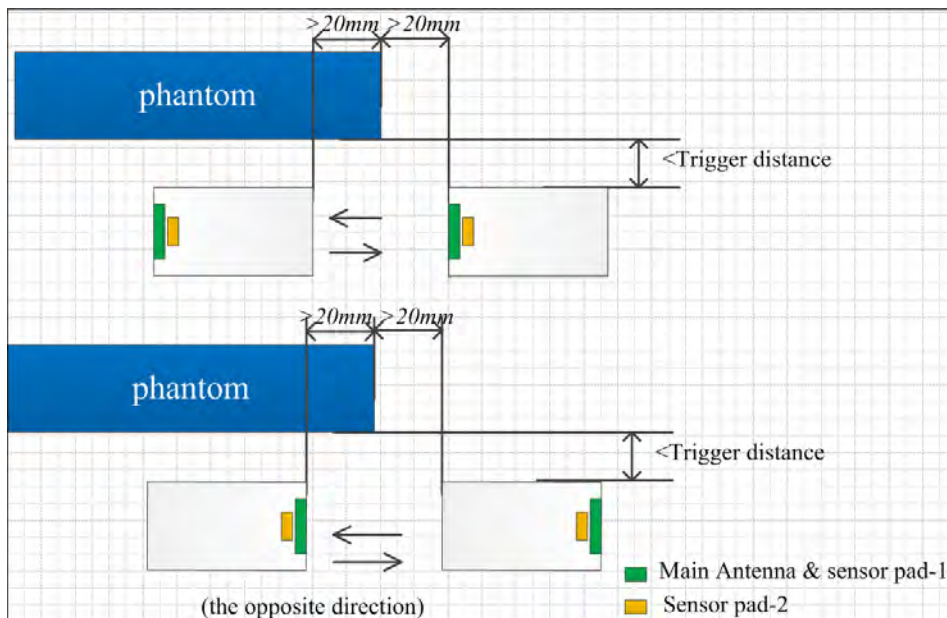 >20mm >20mm
phantom
<Trigger distance
>20mm >20mm
phantom
<Trigger distance
Main Antenna & sensor pad-1
(the opposite direction)
Sensor pad-2